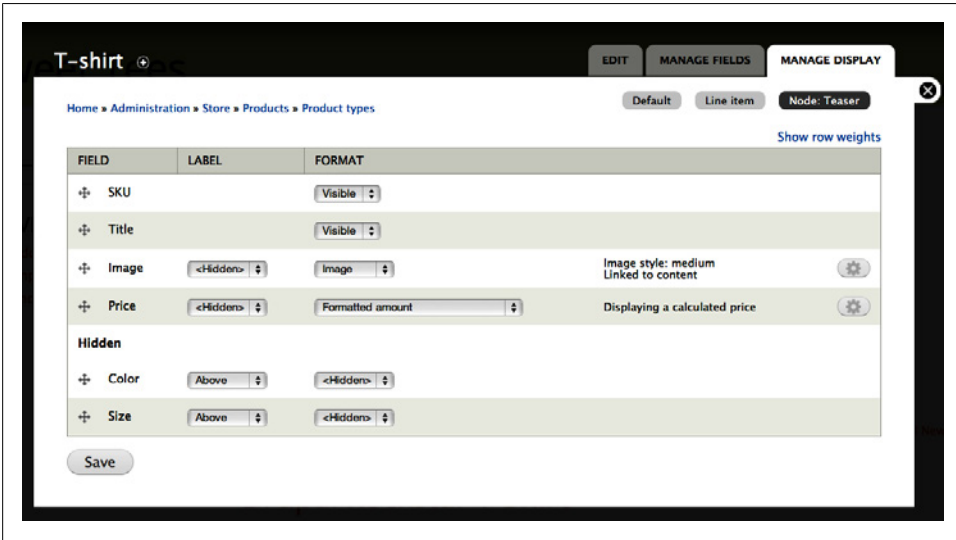 T-shirt
EDIT MANAGE FIELDS MANAGE DISPLAY
Home » Administration » Store » Products » Product types
Default Line item Node: Teaser
Show row weights
FIELD LABEL FORMAT
SKU Visible
Title Visible
Image <Hidden> Image Image style: medium
Linked to content
Price <Hidden> Formatted amount Displaying a calculated price
Hidden
Color Above <Hidden>
Size Above <Hidden>
Save